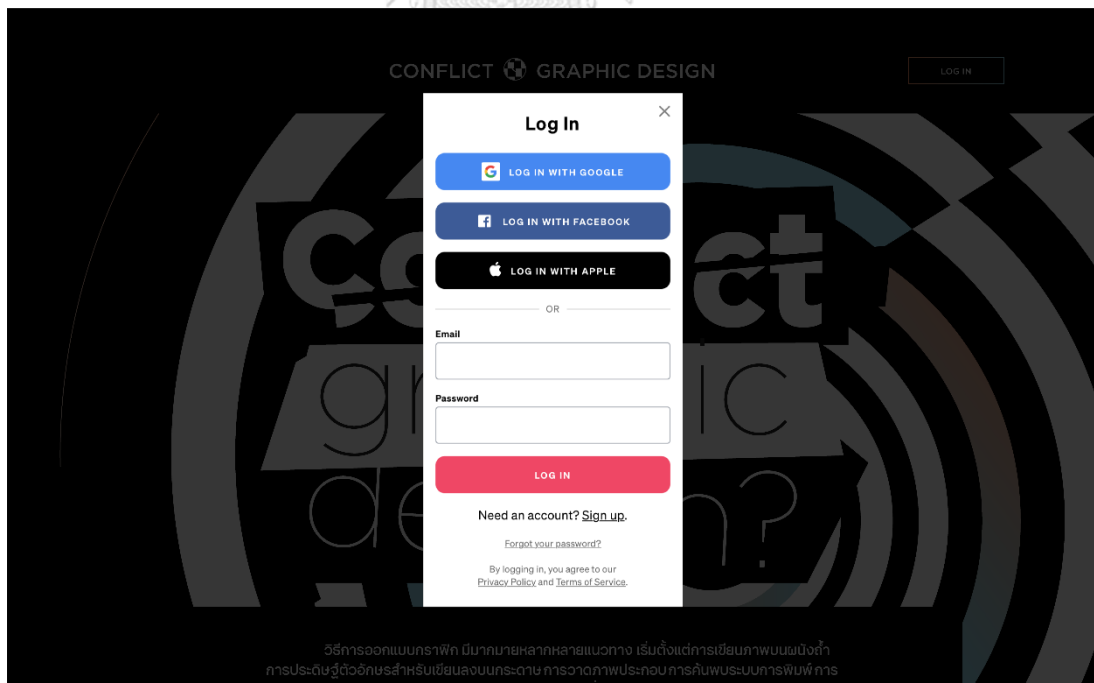 CONFLICT GRAPHIC DESIGN
LOG IN
Log In
LOG IN WITH GOOGLE
LOG IN WITH FACEBOOK
LOG IN WITH APPLE
OR
Email
Password
LOG IN
Need an account? Sign up.
Forgot your password?
By logging in, you agree to our
Privacy Policy and Terms of Service.
วิธีการออกแบบกราฟิก มีมากมายหลากหลายแนวทาง เริ่มตั้งแต่การเขียนภาพบนผนังถ้ำ
การประดิษฐ์ตัวอักษรสำหรับเขียนลงบนกระดาษ การวาดภาพประกอบ การค้นพบระบบการพิมพ์ การ